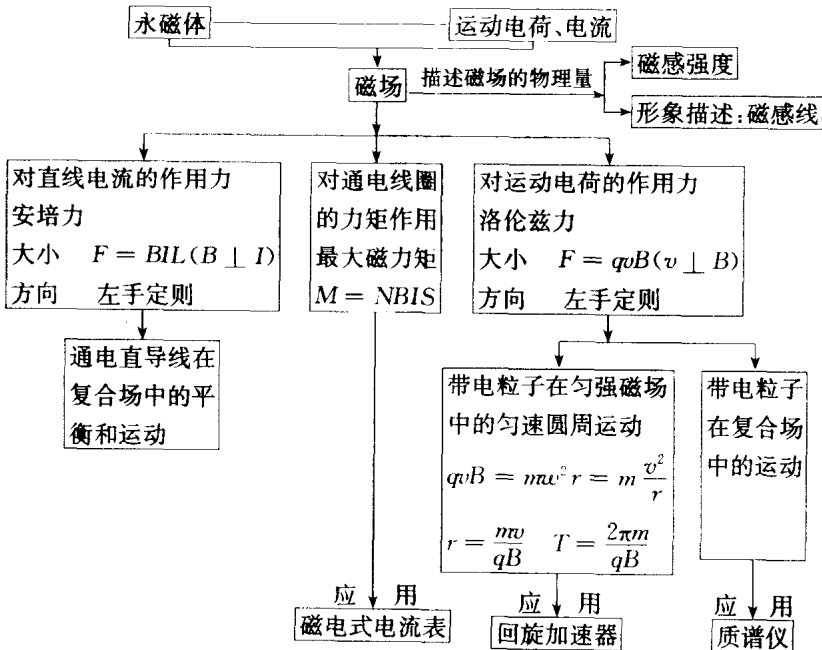 永磁体
运动电荷、电流
磁场
描述磁场的物理量
磁感强度
形象描述:磁感线
对直线电流的作用力
安培力
大小 F = BIL(B ⊥ I)
方向 左手定则
对通电线圈
的力矩作用
最大磁力矩
M = NBIS
对运动电荷的作用力
洛伦兹力
大小 F = qvB(v ⊥ B)
方向 左手定则
通电直导线在
复合场中的平
衡和运动
带电粒子在匀强磁场
中的匀速圆周运动
qvB = mw² r = m v²/r
r = mv/qB T = 2πm/qB
带电粒子
在复合场
中的运动
应 用
应 用
应 用
磁电式电流表
回旋加速器
质谱仪